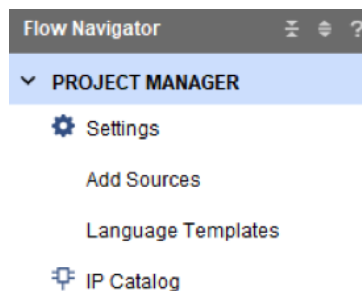 Flow Navigator ?
PROJECT MANAGER
Settings
Add Sources
Language Templates
IP Catalog